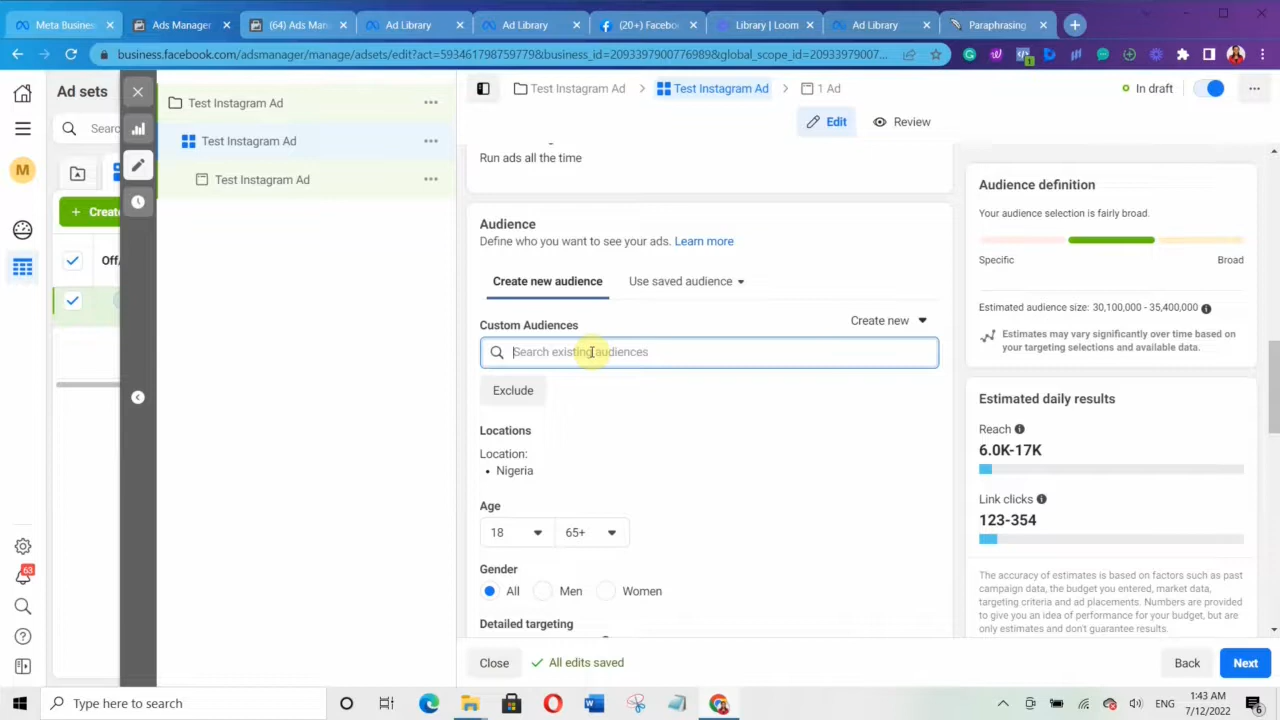 Meta Busines
Ads Manager
(64) Ads Man
Ad Library
Ad Library
(20+) Facebo
Library | Loom
Ad Library
Paraphrasing
business.facebook.com/adsmanager/manage/adsets/edit?act=593461798759779&business_id=2093397900776989&global_scope_id=20933979007...
Ad sets
Searc
M
+ Create
Off/
63
Test Instagram Ad
Test Instagram Ad
Test Instagram Ad
Test Instagram Ad
Test Instagram Ad
1 Ad
In draft
Edit
Review
Run ads all the time
Audience
Define who you want to see your ads. Learn more
Create new audience
Use saved audience
Custom Audiences
Create new
Search existing audiences
Exclude
Locations
Location:
• Nigeria
Age
18
65+
Gender
All
Men
Women
Detailed targeting
Close
All edits saved
Back
Next
Audience definition
Your audience selection is fairly broad.
Specific
Broad
Estimated audience size: 30,100,000 - 35,400,000
Estimates may vary significantly over time based on
your targeting selections and available data.
Estimated daily results
Reach
6.0K-17K
Link clicks
123-354
The accuracy of estimates is based on factors such as past
campaign data, the budget you entered, market data,
targeting criteria and ad placements. Numbers are provided
to give you an idea of performance for your budget, but are
only estimates and don't guarantee results.
Type here to search
ENG
1:43 AM
7/12/2022
6